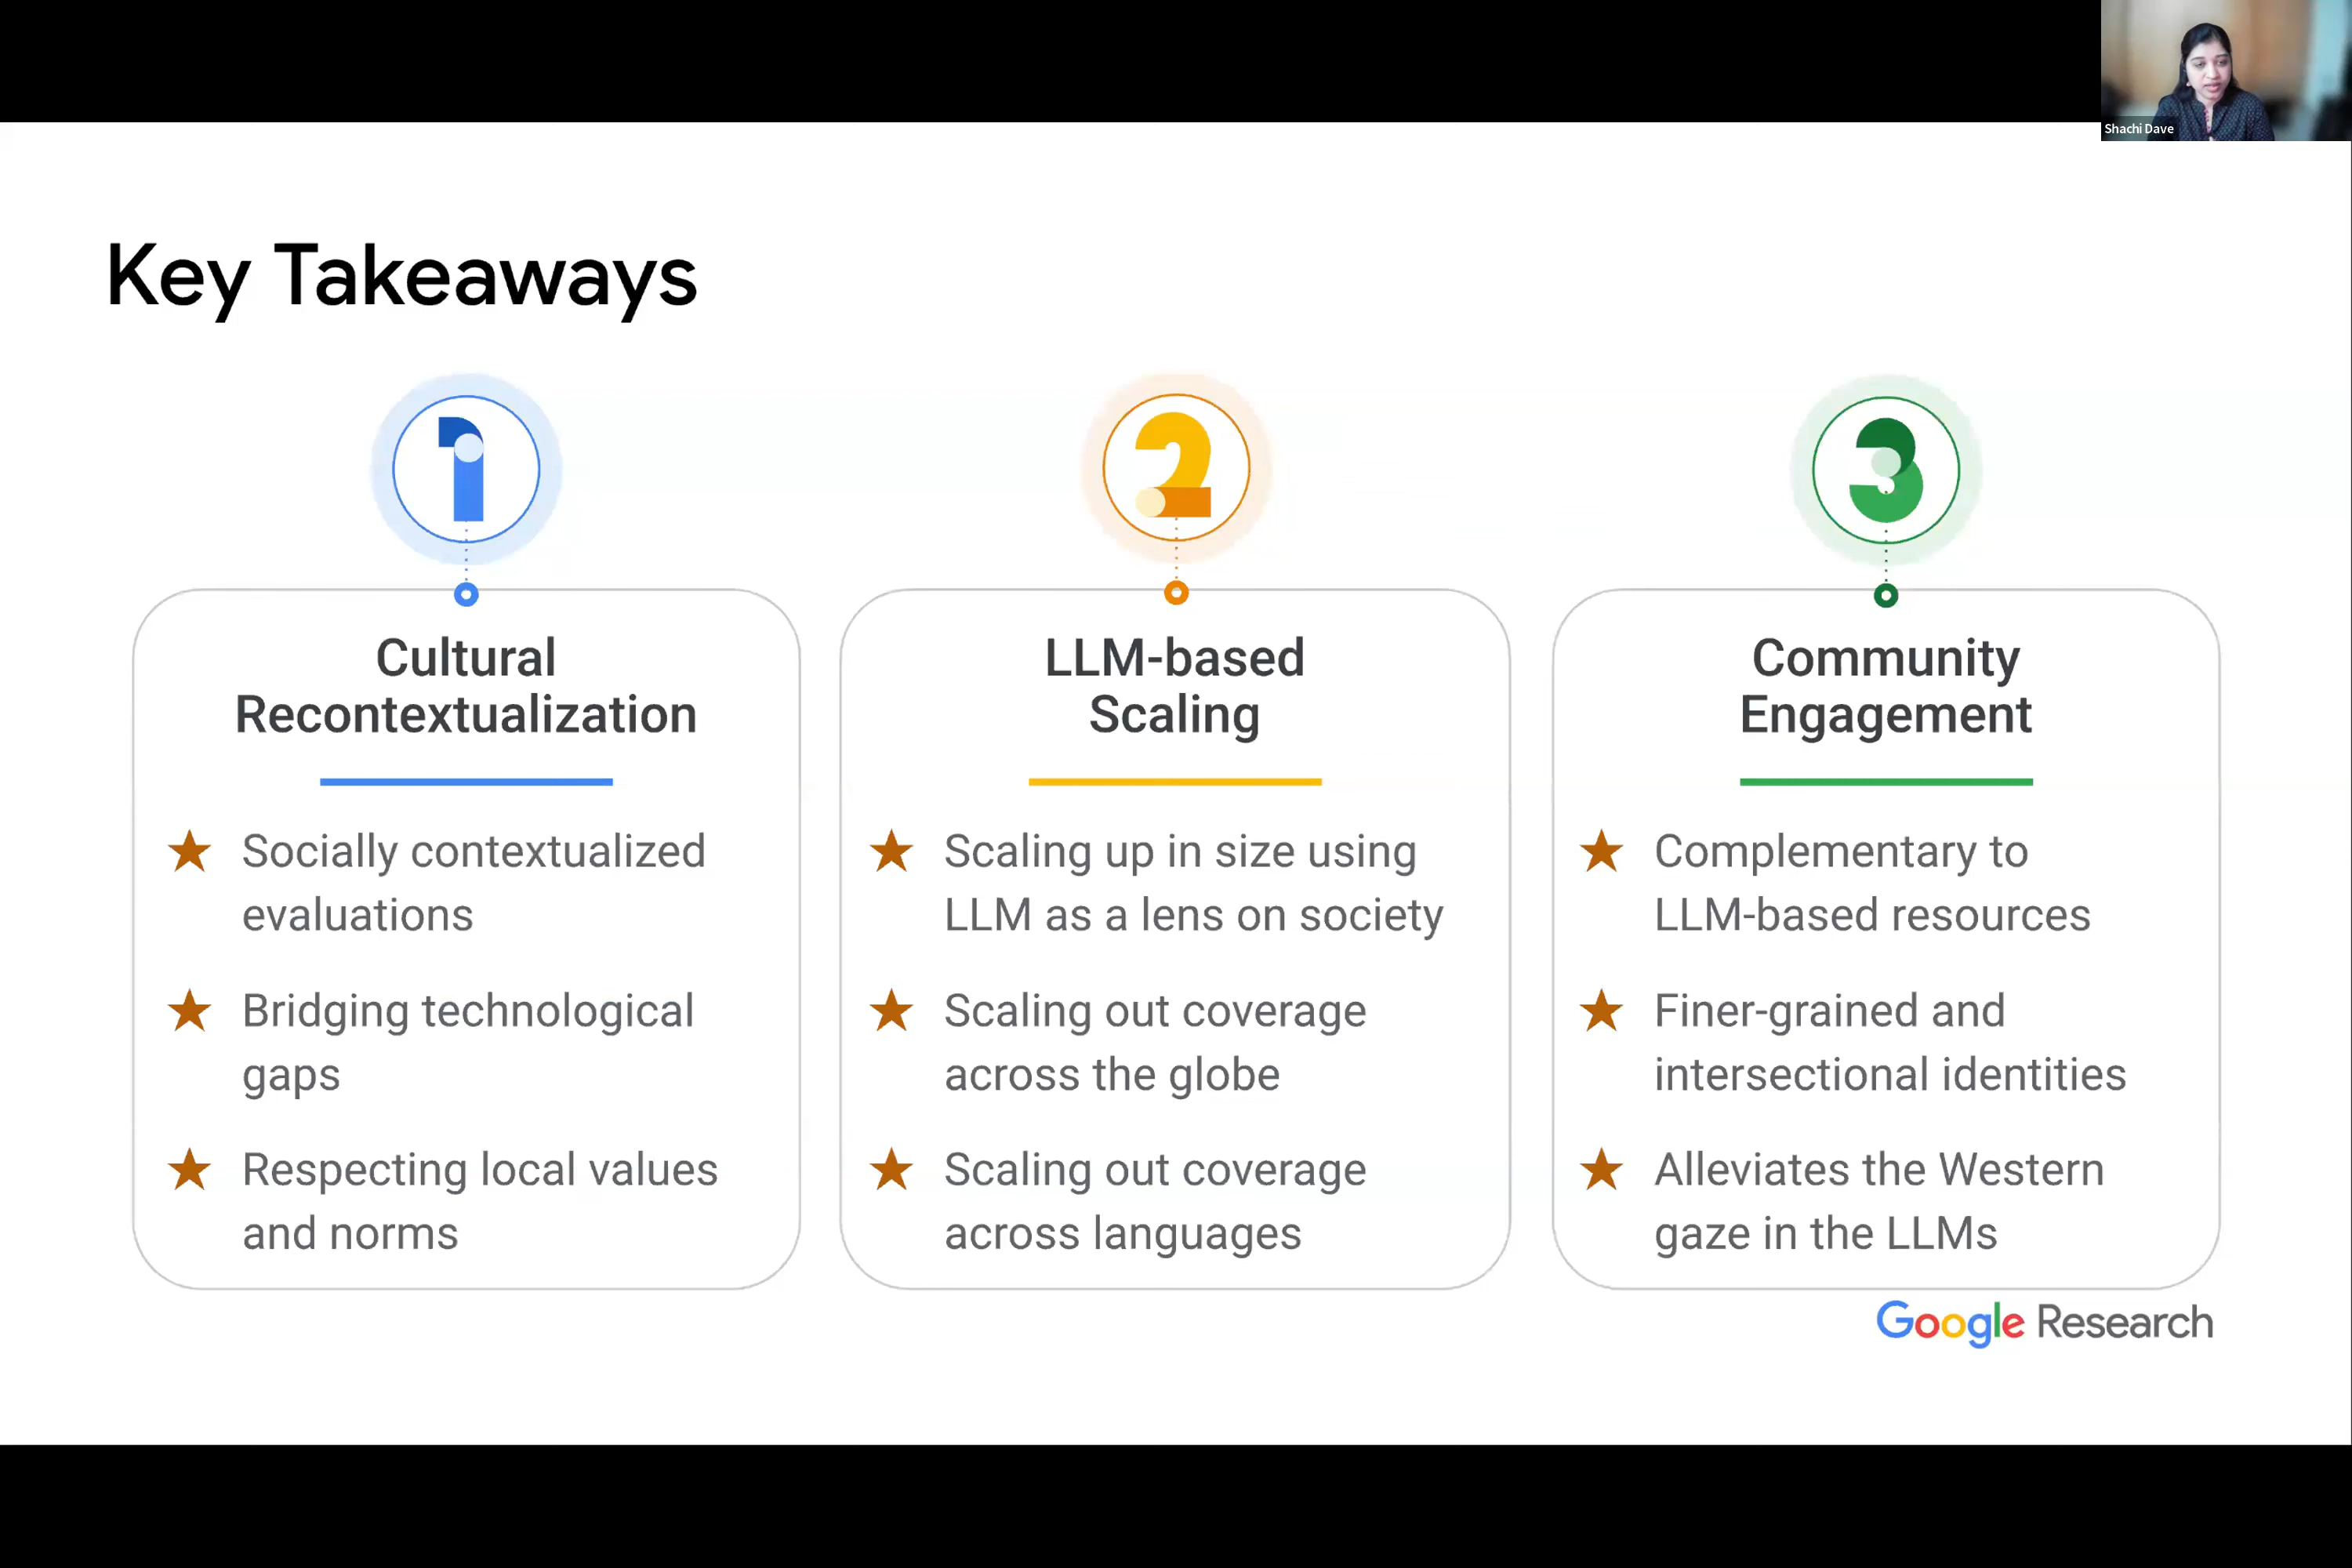 Shachi Dave
Key Takeaways
1
Cultural
Recontextualization
Socially contextualized
evaluations
Bridging technological
gaps
Respecting local values
and norms
2
LLM-based
Scaling
Scaling up in size using
LLM as a lens on society
Scaling out coverage
across the globe
Scaling out coverage
across languages
3
Community
Engagement
Complementary to
LLM-based resources
Finer-grained and
intersectional identities
Alleviates the Western
gaze in the LLMs
Google Research